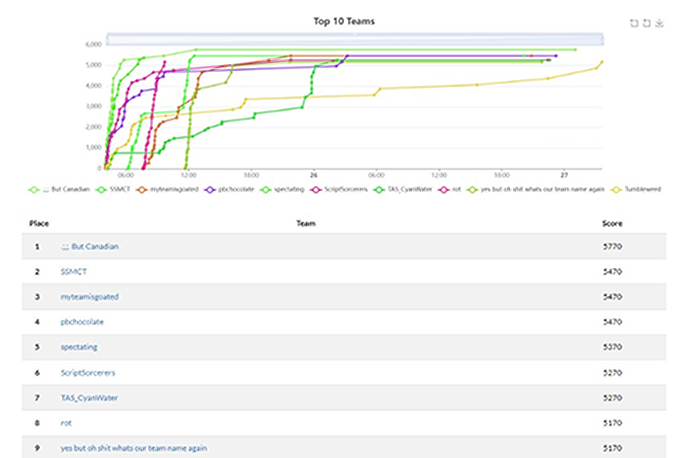 Top 10 Teams
6,000
5,000
4,000
3,000
2,000
1,000
0
06:00 12:00 18:00 26 06:00 12:00 18:00 27
But Canadian SSMCT myteamisgoated pbchocolate spectating ScriptSorcerers TAS_CyanWater rot yes but oh shit whats our team name again Tumbleweed
Place Team Score
1 But Canadian 5770
2 SSMCT 5470
3 myteamisgoated 5470
4 pbchocolate 5470
5 spectating 5370
6 ScriptSorcerers 5270
7 TAS_CyanWater 5270
8 rot 5170
9 yes but oh shit whats our team name again 5170